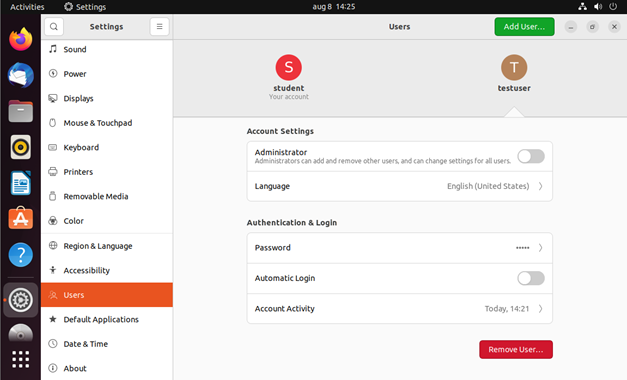 Activities
Settings
aug 8 14:25
Settings
Users
Add User...
Sound
Power
Displays
Mouse & Touchpad
Keyboard
Printers
Removable Media
Color
Region & Language
Accessibility
Users
Default Applications
Date & Time
About
S
student
Your account
T
testuser
Account Settings
Administrator
Administrators can add and remove other users, and can change settings for all users.
Language
English (United States)
Authentication & Login
Password
•••••
Automatic Login
Account Activity
Today, 14:21
Remove User...